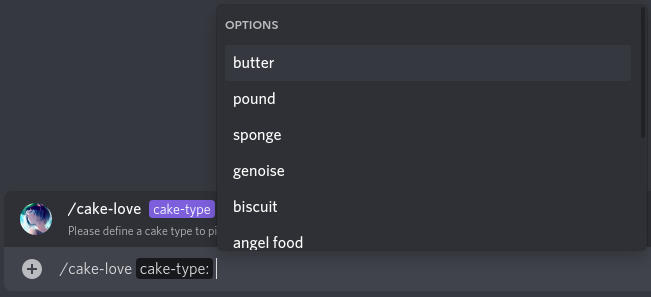 OPTIONS
butter
pound
sponge
genoise
biscuit
angel food
/cake-love cake-type
Please define a cake type to pi
/cake-love cake-type: